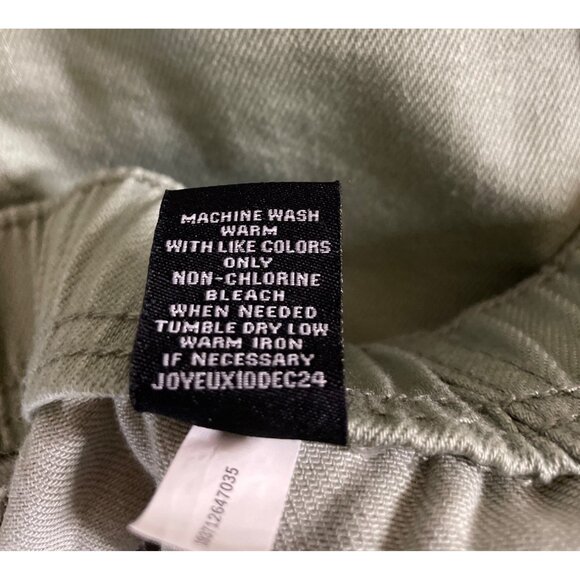 MACHINE WASH
WARM
WITH LIKE COLORS
ONLY
NON-CHLORINE
BLEACH
WHEN NEEDED
TUMBLE DRY LOW
WARM IRON
IF NECESSARY
JOYEUX10DEC24